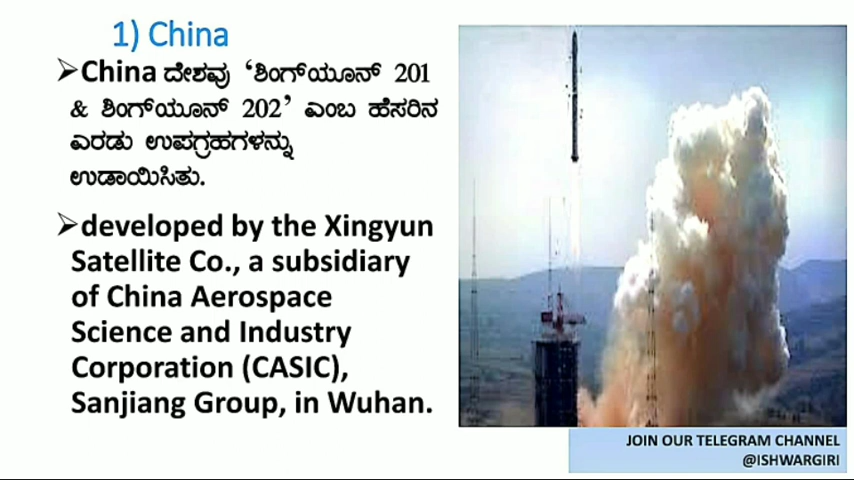 1) China
➢China ದೇಶವು ‘ಶಿಂಗ್‌ಯೂನ್ 201
& ಶಿಂಗ್‌ಯೂನ್ 202’ ಎಂಬ ಹೆಸರಿನ
ಎರಡು ಉಪಗ್ರಹಗಳನ್ನು
ಉಡಾಯಿಸಿತು.
➢developed by the Xingyun
Satellite Co., a subsidiary
of China Aerospace
Science and Industry
Corporation (CASIC),
Sanjiang Group, in Wuhan.
JOIN OUR TELEGRAM CHANNEL
@ISHWARGIRI